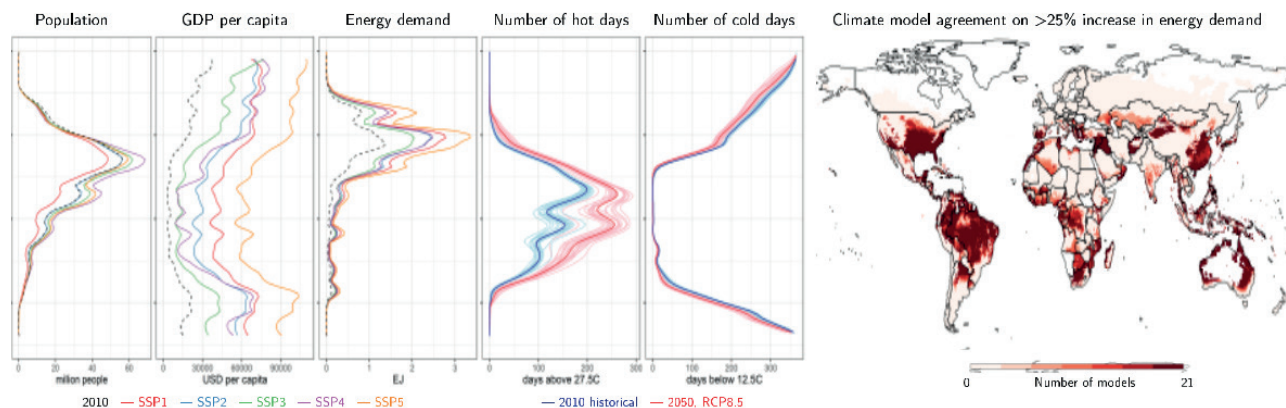 Population GDP per capita Energy demand Number of hot days Number of cold days Climate model agreement on >25% increase in energy demand
0 20 40 60 30000 60000 90000 0 1 2 3 0 100 200 300 0 100 200 300
million people USD per capita EJ days above 27.5C days below 12.5C
0 Number of models 21
2010 SSP1 SSP2 SSP3 SSP4 SSP5 2010 historical 2050, RCP8.5